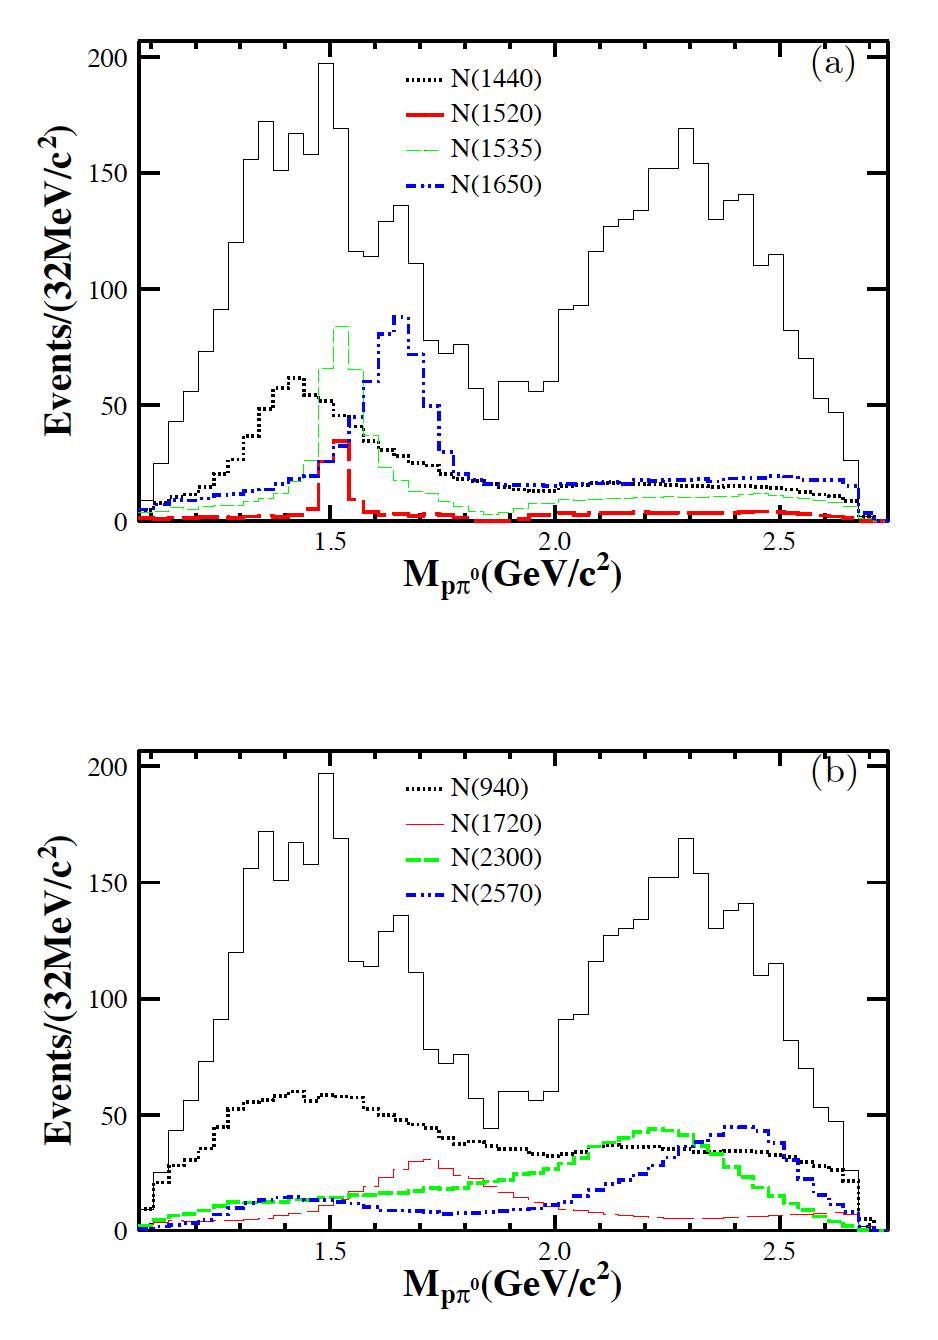 (a)
N(1440)
N(1520)
N(1535)
N(1650)
Events/(32MeV/c²)
200
150
100
50
0
1.5 2.0 2.5
M_pπ⁰(GeV/c²)
(b)
N(940)
N(1720)
N(2300)
N(2570)
Events/(32MeV/c²)
200
150
100
50
0
1.5 2.0 2.5
M_pπ⁰(GeV/c²)